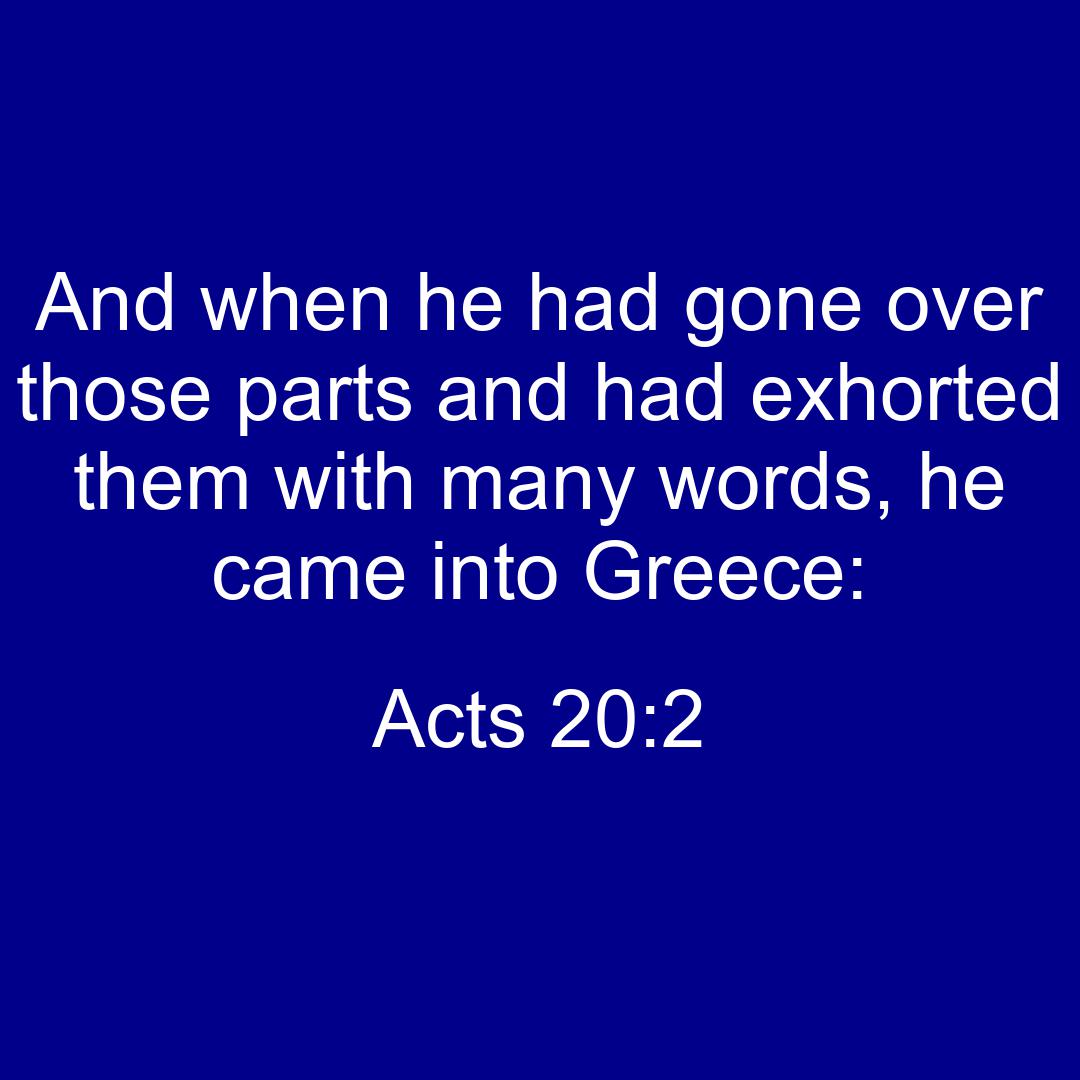 And when he had gone over
those parts and had exhorted
them with many words, he
came into Greece:
Acts 20:2